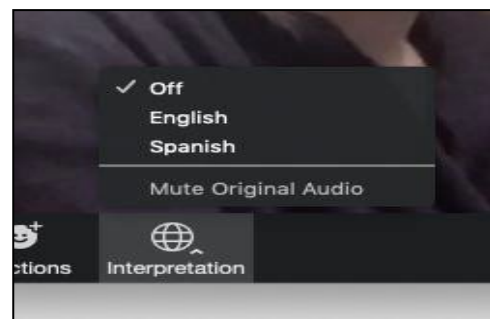 Off
English
Spanish
Mute Original Audio
ctions Interpretation